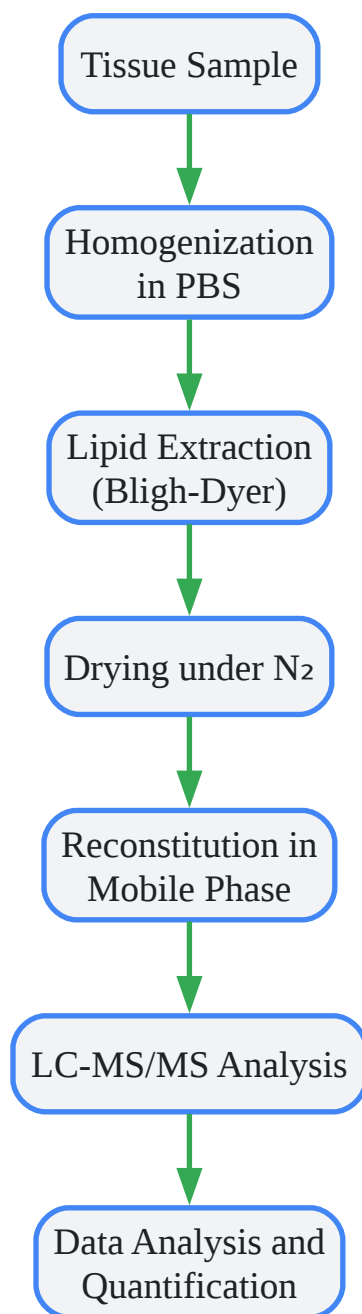 Tissue Sample
Homogenization
in PBS
Lipid Extraction
(Bligh-Dyer)
Drying under N₂
Reconstitution in
Mobile Phase
LC-MS/MS Analysis
Data Analysis and
Quantification